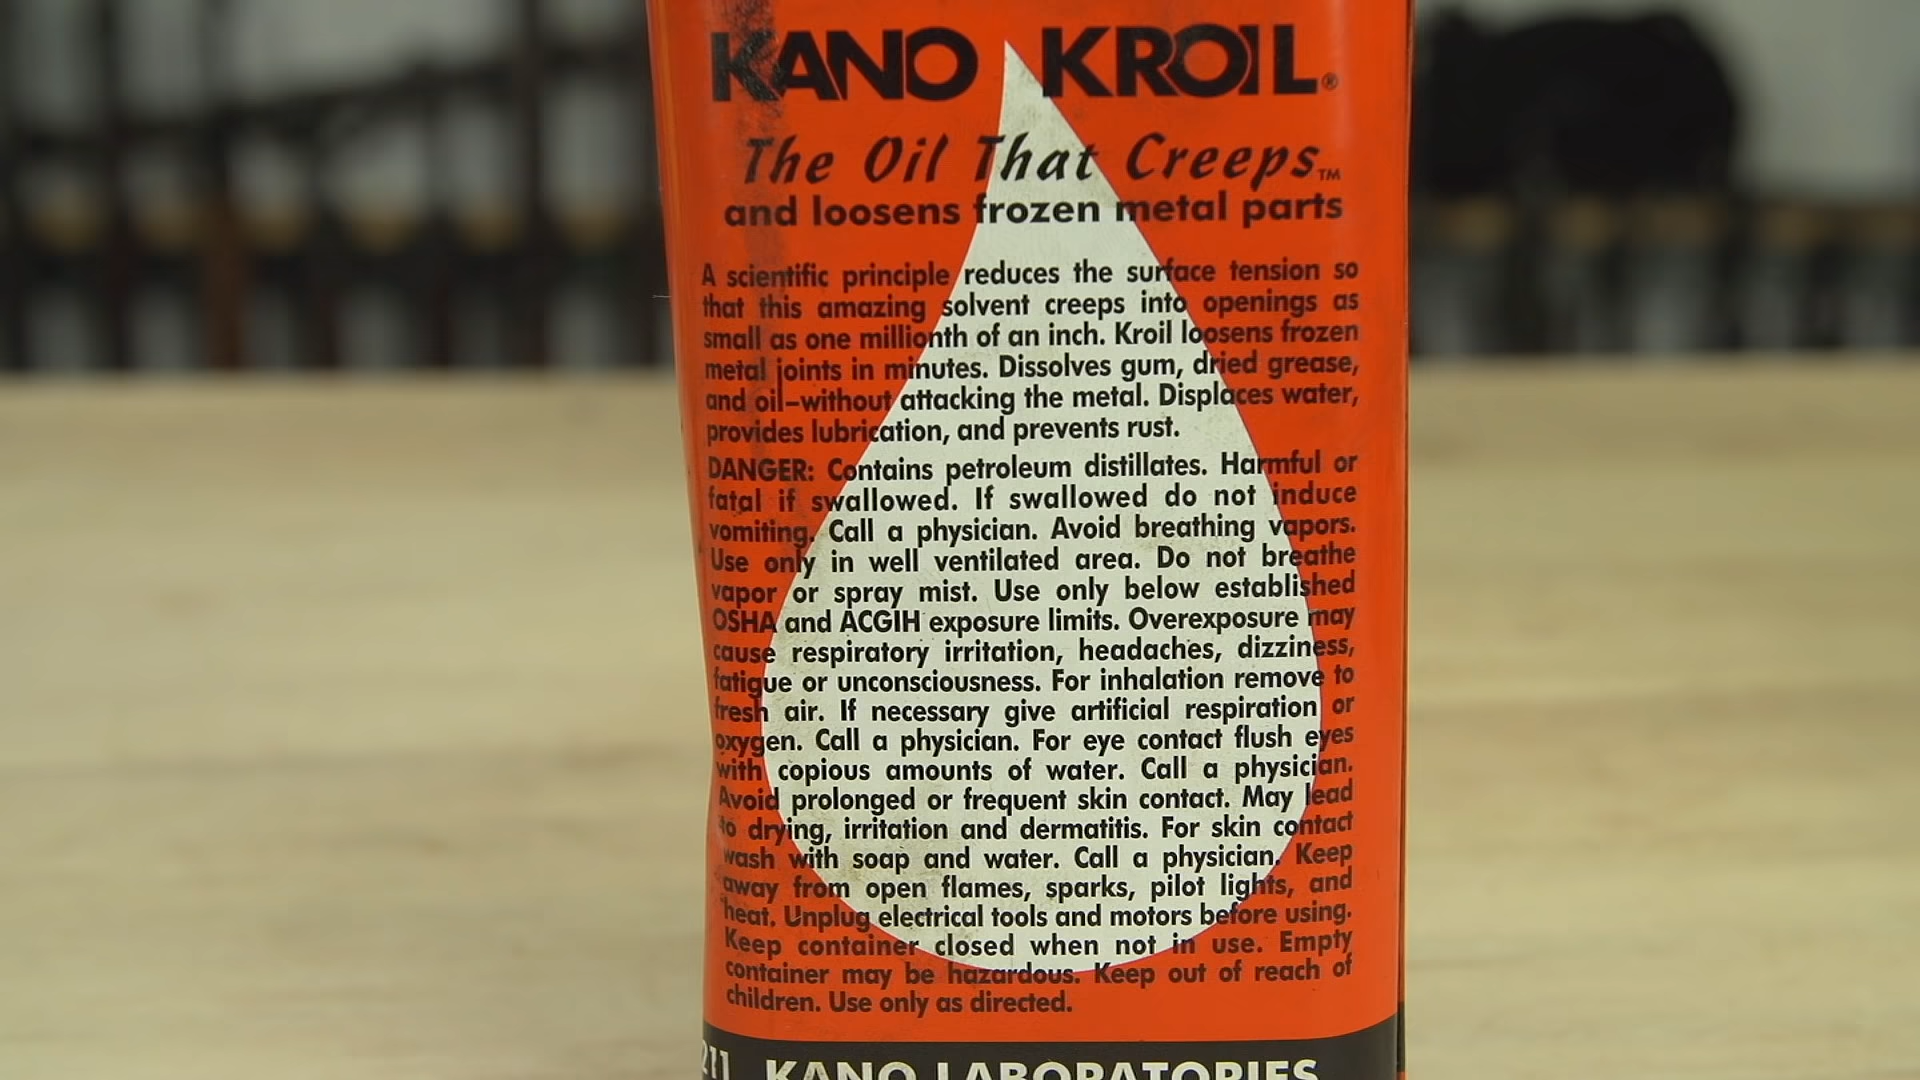 KANO KROIL®
The Oil That Creeps™
and loosens frozen metal parts
A scientific principle reduces the surface tension so
that this amazing solvent creeps into openings as
small as one millionth of an inch. Kroil loosens frozen
metal joints in minutes. Dissolves gum, dried grease,
and oil–without attacking the metal. Displaces water,
provides lubrication, and prevents rust.
DANGER: Contains petroleum distillates. Harmful or
fatal if swallowed. If swallowed do not induce
vomiting. Call a physician. Avoid breathing vapors.
Use only in well ventilated area. Do not breathe
vapor or spray mist. Use only below established
OSHA and ACGIH exposure limits. Overexposure may
cause respiratory irritation, headaches, dizziness,
fatigue or unconsciousness. For inhalation remove to
fresh air. If necessary give artificial respiration or
oxygen. Call a physician. For eye contact flush eyes
with copious amounts of water. Call a physician.
Avoid prolonged or frequent skin contact. May lead
to drying, irritation and dermatitis. For skin contact
wash with soap and water. Call a physician. Keep
away from open flames, sparks, pilot lights, and
heat. Unplug electrical tools and motors before using.
Keep container closed when not in use. Empty
container may be hazardous. Keep out of reach of
children. Use only as directed.
211 KANO LABORATORIES